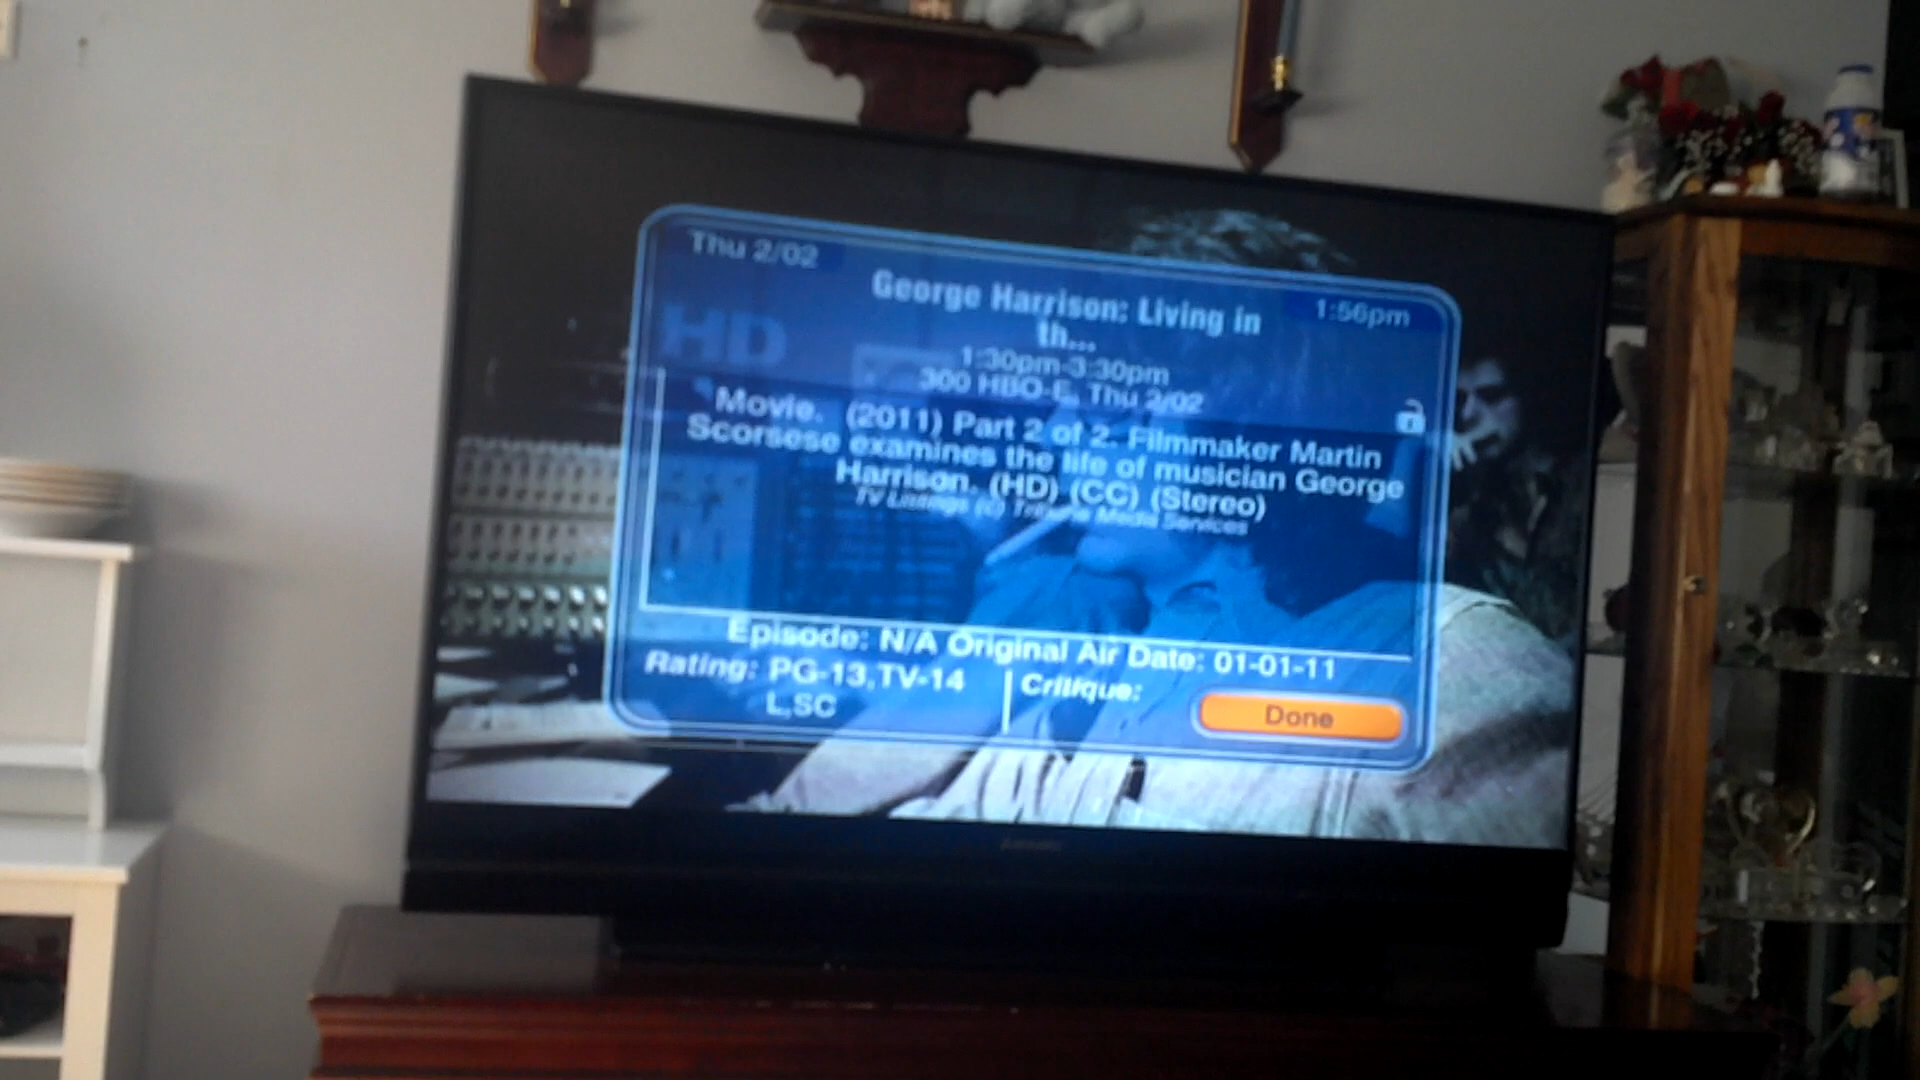 Thu 2/02
George Harrison: Living in
th...
1:56pm
HD
1:30pm-3:30pm
300 HBO-E, Thu 2/02
Movie. (2011) Part 2 of 2. Filmmaker Martin
Scorsese examines the life of musician George
Harrison. (HD) (CC) (Stereo)
TV Listings (c) Tribune Media Services
Episode: N/A Original Air Date: 01-01-11
Rating: PG-13,TV-14
L,SC
Critique:
Done